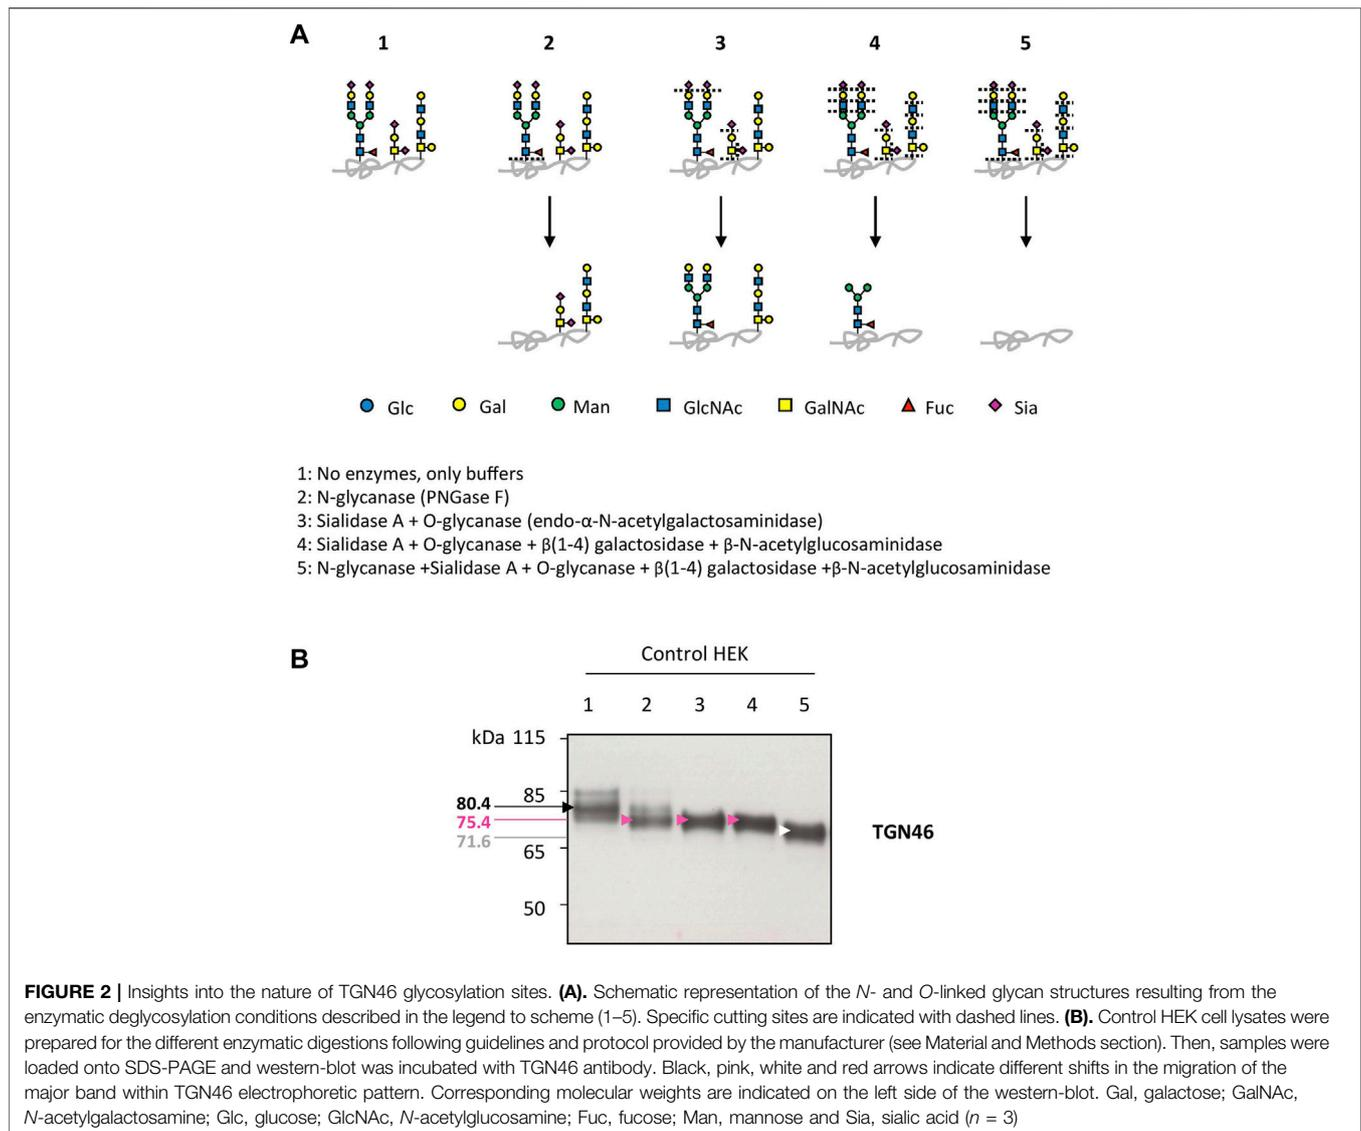 A
1 2 3 4 5
Glc Gal Man GlcNAc GalNAc Fuc Sia
1: No enzymes, only buffers
2: N-glycanase (PNGase F)
3: Sialidase A + O-glycanase (endo-α-N-acetylgalactosaminidase)
4: Sialidase A + O-glycanase + β(1-4) galactosidase + β-N-acetylglucosaminidase
5: N-glycanase +Sialidase A + O-glycanase + β(1-4) galactosidase +β-N-acetylglucosaminidase
B
Control HEK
1 2 3 4 5
kDa 115
85
80.4
75.4
71.6
65
50
TGN46
FIGURE 2 | Insights into the nature of TGN46 glycosylation sites. (A). Schematic representation of the N- and O-linked glycan structures resulting from the
enzymatic deglycosylation conditions described in the legend to scheme (1–5). Specific cutting sites are indicated with dashed lines. (B). Control HEK cell lysates were
prepared for the different enzymatic digestions following guidelines and protocol provided by the manufacturer (see Material and Methods section). Then, samples were
loaded onto SDS-PAGE and western-blot was incubated with TGN46 antibody. Black, pink, white and red arrows indicate different shifts in the migration of the
major band within TGN46 electrophoretic pattern. Corresponding molecular weights are indicated on the left side of the western-blot. Gal, galactose; GalNAc,
N-acetylgalactosamine; Glc, glucose; GlcNAc, N-acetylglucosamine; Fuc, fucose; Man, mannose and Sia, sialic acid (n = 3)